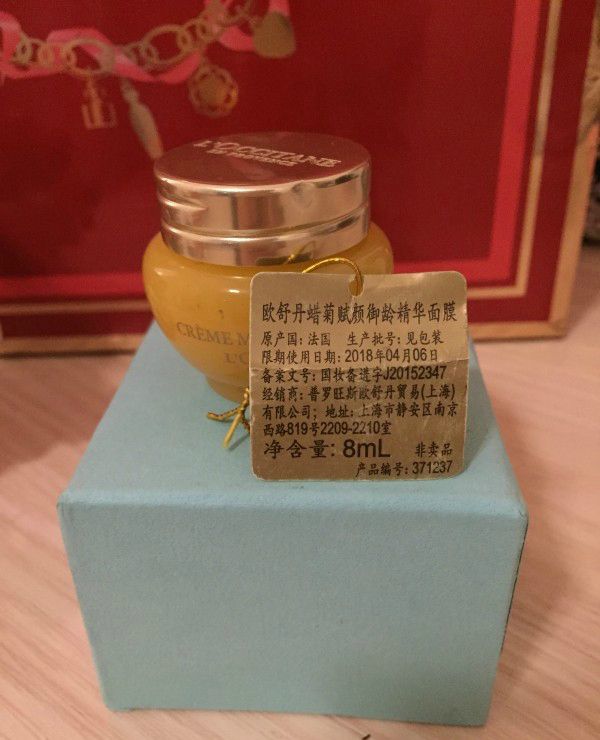 L'OCCITANE
EN PROVENCE
CRÈME M
L'O
欧舒丹蜡菊赋颜御龄精华面膜
原产国: 法国 生产批号: 见包装
限期使用日期: 2018年04月06日
备案文号: 国妆备进字J20152347
经销商: 普罗旺斯欧舒丹贸易(上海)
有限公司; 地址: 上海市静安区南京
西路819号2209-2210室
净含量: 8mL 非卖品
产品编号: 371237